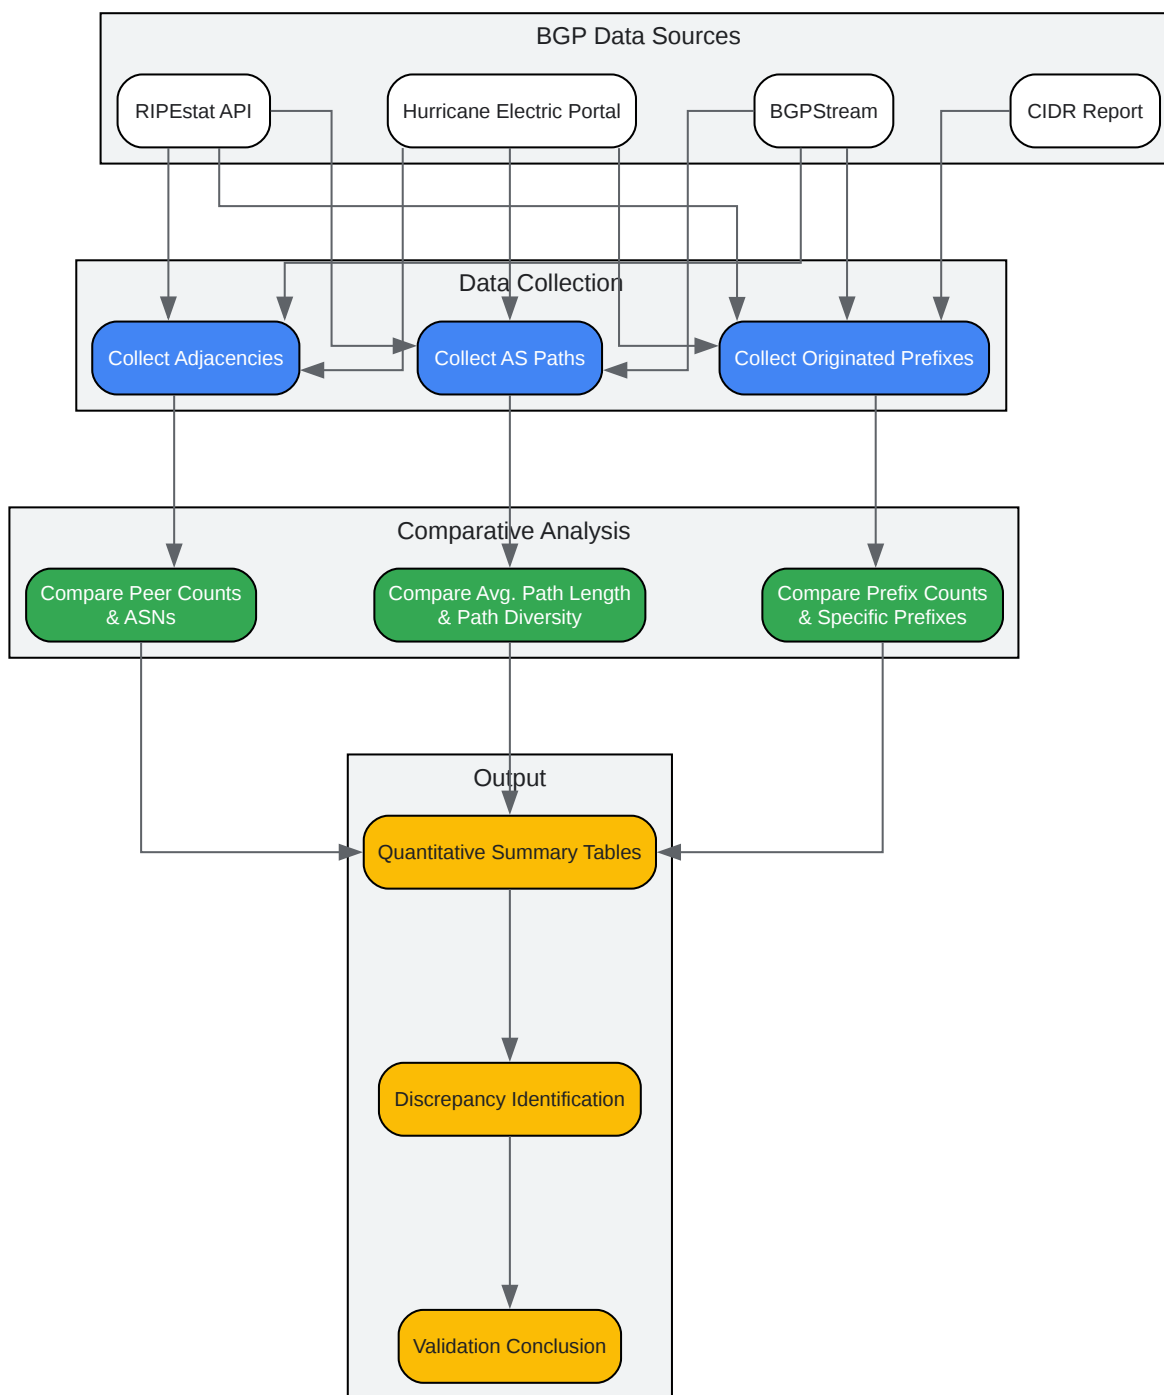 BGP Data Sources
RIPEstat API
Hurricane Electric Portal
BGPStream
CIDR Report
Data Collection
Collect Adjacencies
Collect AS Paths
Collect Originated Prefixes
Comparative Analysis
Compare Peer Counts
& ASNs
Compare Avg. Path Length
& Path Diversity
Compare Prefix Counts
& Specific Prefixes
Output
Quantitative Summary Tables
Discrepancy Identification
Validation Conclusion